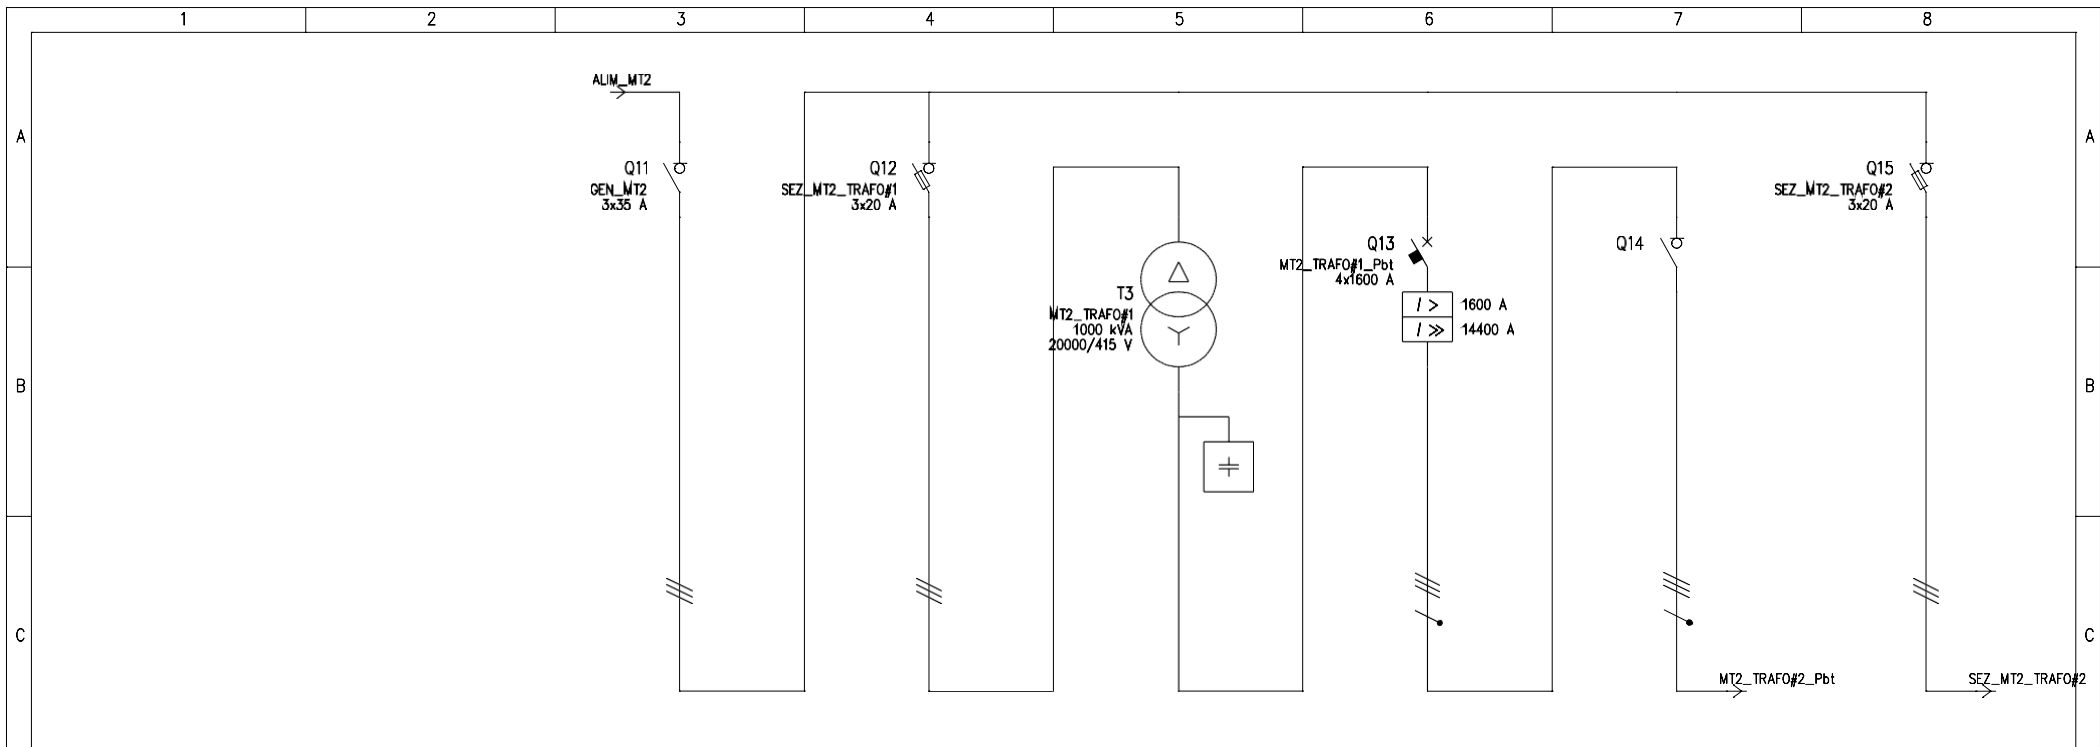 1 2 3 4 5 6 7 8
A A
B B
C C
ALIM_MT2
Q11
GEN_MT2
3x35 A
Q12
SEZ_MT2_TRAFO#1
3x20 A
T3
MT2_TRAFO#1
1000 kVA
20000/415 V
Q13
MT2_TRAFO#1_Pbt
4x1600 A
I > 1600 A
I >> 14400 A
Q14
MT2_TRAFO#2_Pbt
Q15
SEZ_MT2_TRAFO#2
3x20 A
SEZ_MT2_TRAFO#2